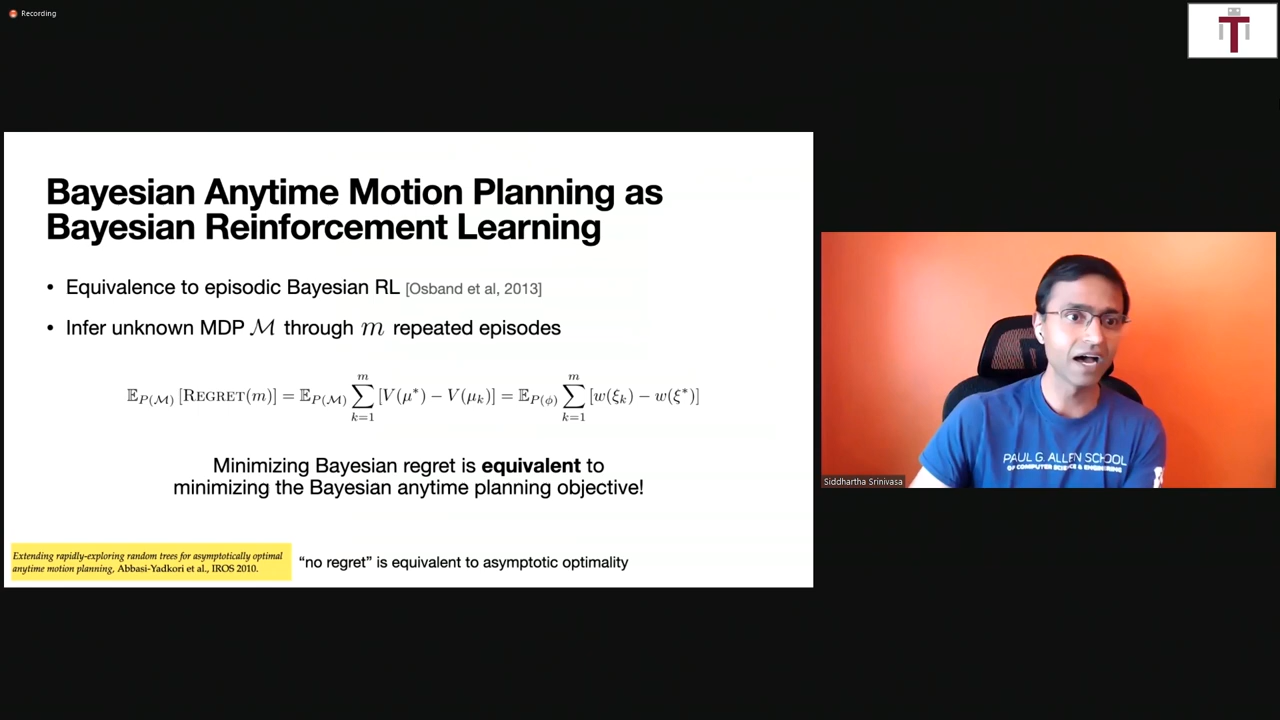 Recording
Bayesian Anytime Motion Planning as
Bayesian Reinforcement Learning
• Equivalence to episodic Bayesian RL [Osband et al, 2013]
• Infer unknown MDP ℳ through m repeated episodes
𝔼_{P(ℳ)} [REGRET(m)] = 𝔼_{P(ℳ)} ∑_{k=1}^{m} [V(μ*) − V(μ_k)] = 𝔼_{P(ϕ)} ∑_{k=1}^{m} [w(ξ_k) − w(ξ*)]
Minimizing Bayesian regret is equivalent to
minimizing the Bayesian anytime planning objective!
Extending rapidly-exploring random trees for asymptotically optimal
anytime motion planning, Abbasi-Yadkori et al., IROS 2010.
"no regret" is equivalent to asymptotic optimality
PAUL G. ALLEN SCHOOL
OF COMPUTER SCIENCE & ENGINEERING
Siddhartha Srinivasa